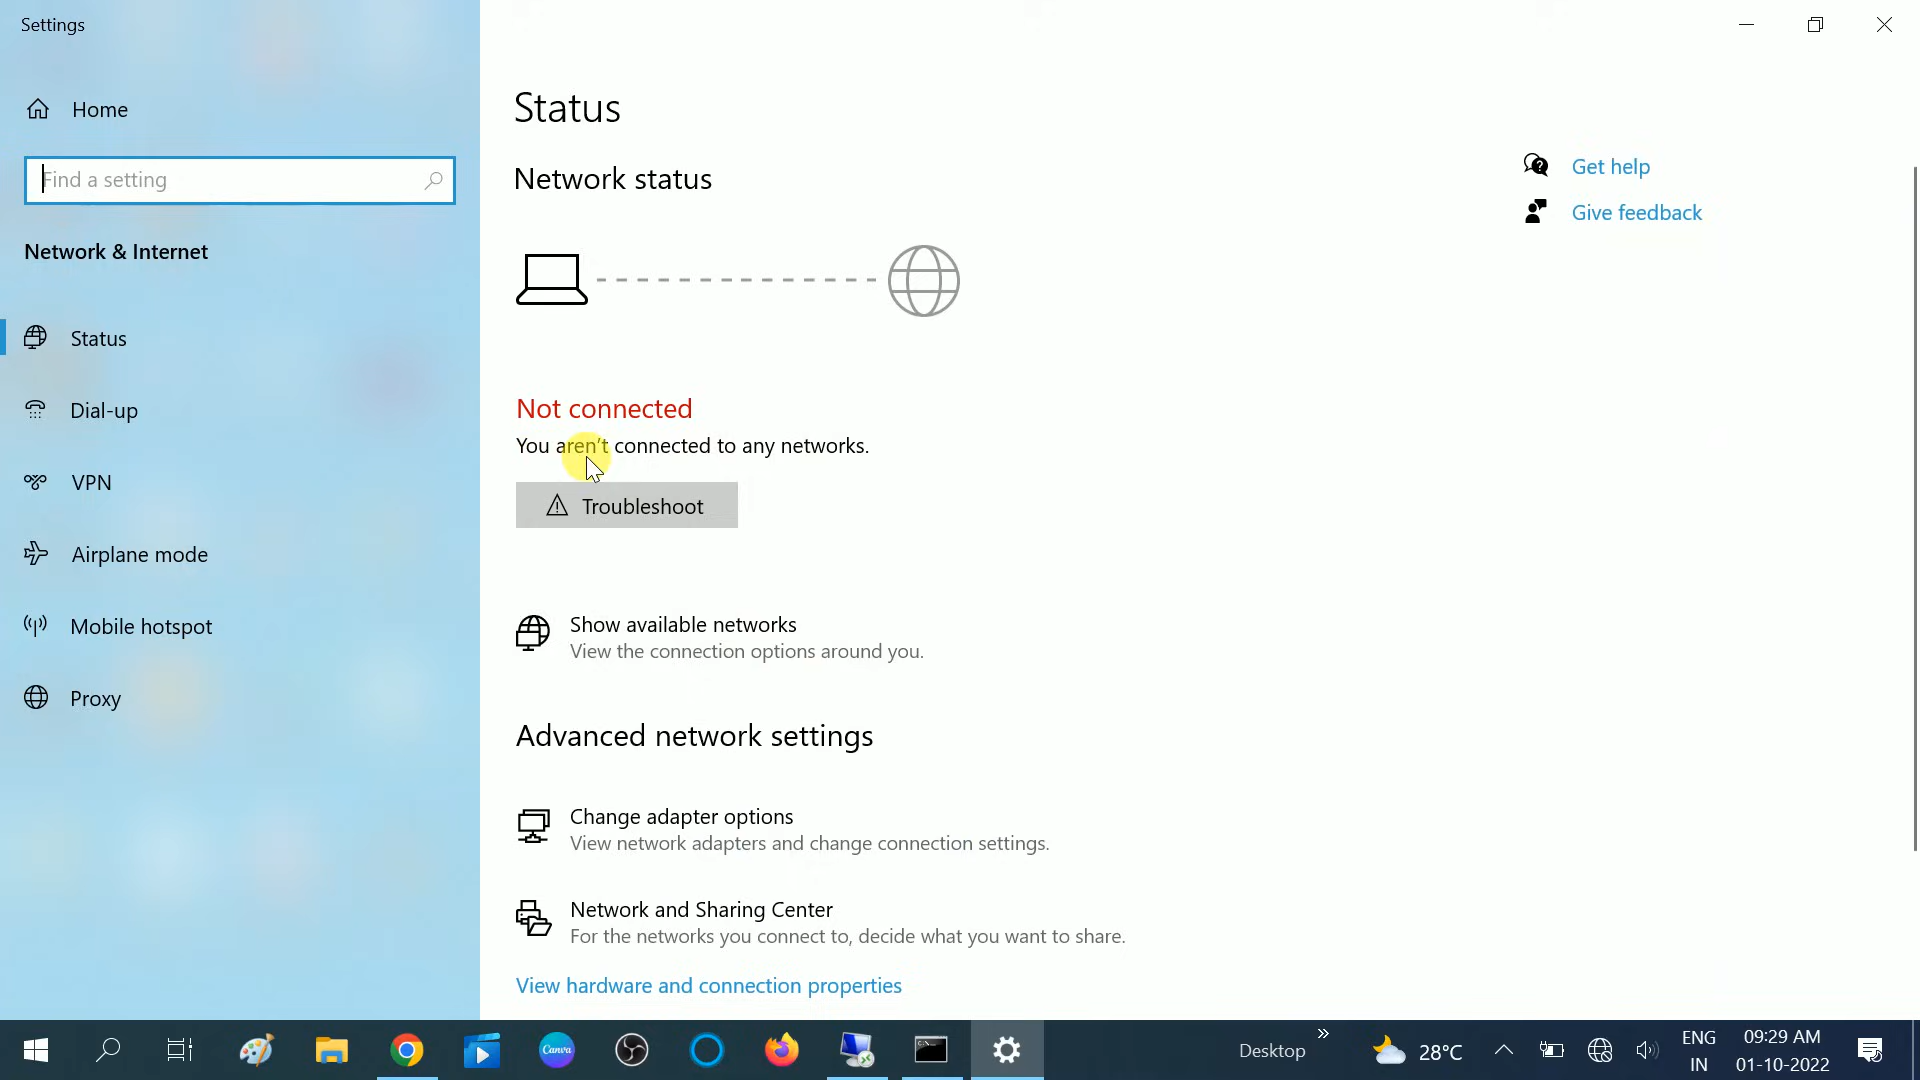 Settings
Home
Find a setting
Network & Internet
Status
Dial-up
VPN
Airplane mode
Mobile hotspot
Proxy
Status
Network status
Not connected
You aren't connected to any networks.
Troubleshoot
Show available networks
View the connection options around you.
Advanced network settings
Change adapter options
View network adapters and change connection settings.
Network and Sharing Center
For the networks you connect to, decide what you want to share.
View hardware and connection properties
Get help
Give feedback
Canva
Desktop
28°C
ENG
IN
09:29 AM
01-10-2022